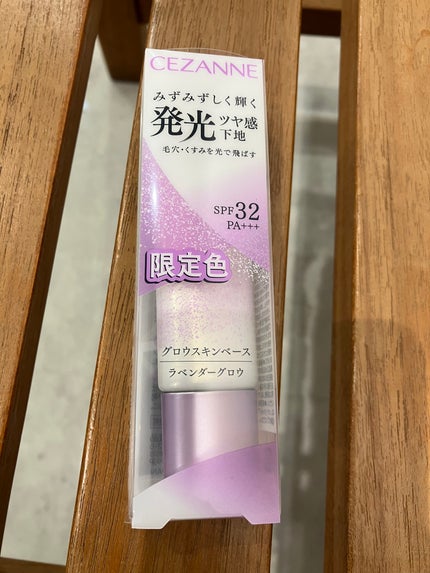 CEZANNE
みずみずしく輝く
発光 ツヤ感
下地
毛穴・くすみを光で飛ばす
SPF32
PA+++
限定色
グロウスキンベース
ラベンダーグロウ